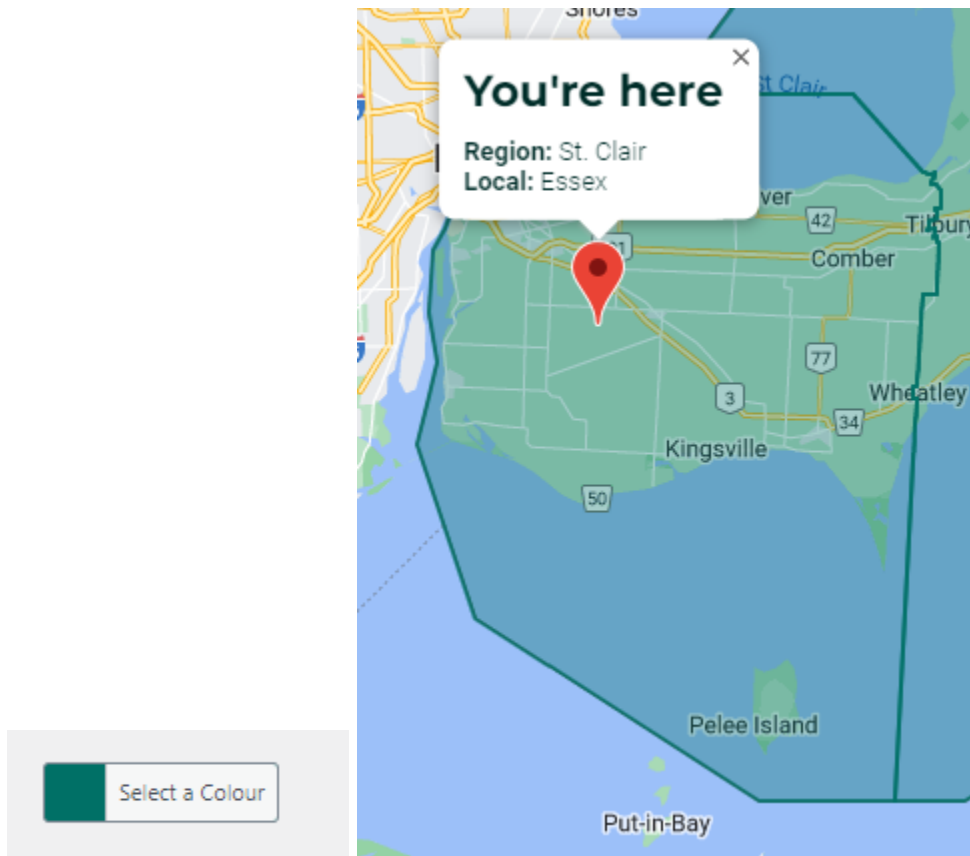 Select a Colour
Shores
You're here
Region: St. Clair
Local: Essex
St Clair
ver
42
Tilbury
Comber
77
3
Wheatley
34
Kingsville
50
Pelee Island
Put-in-Bay